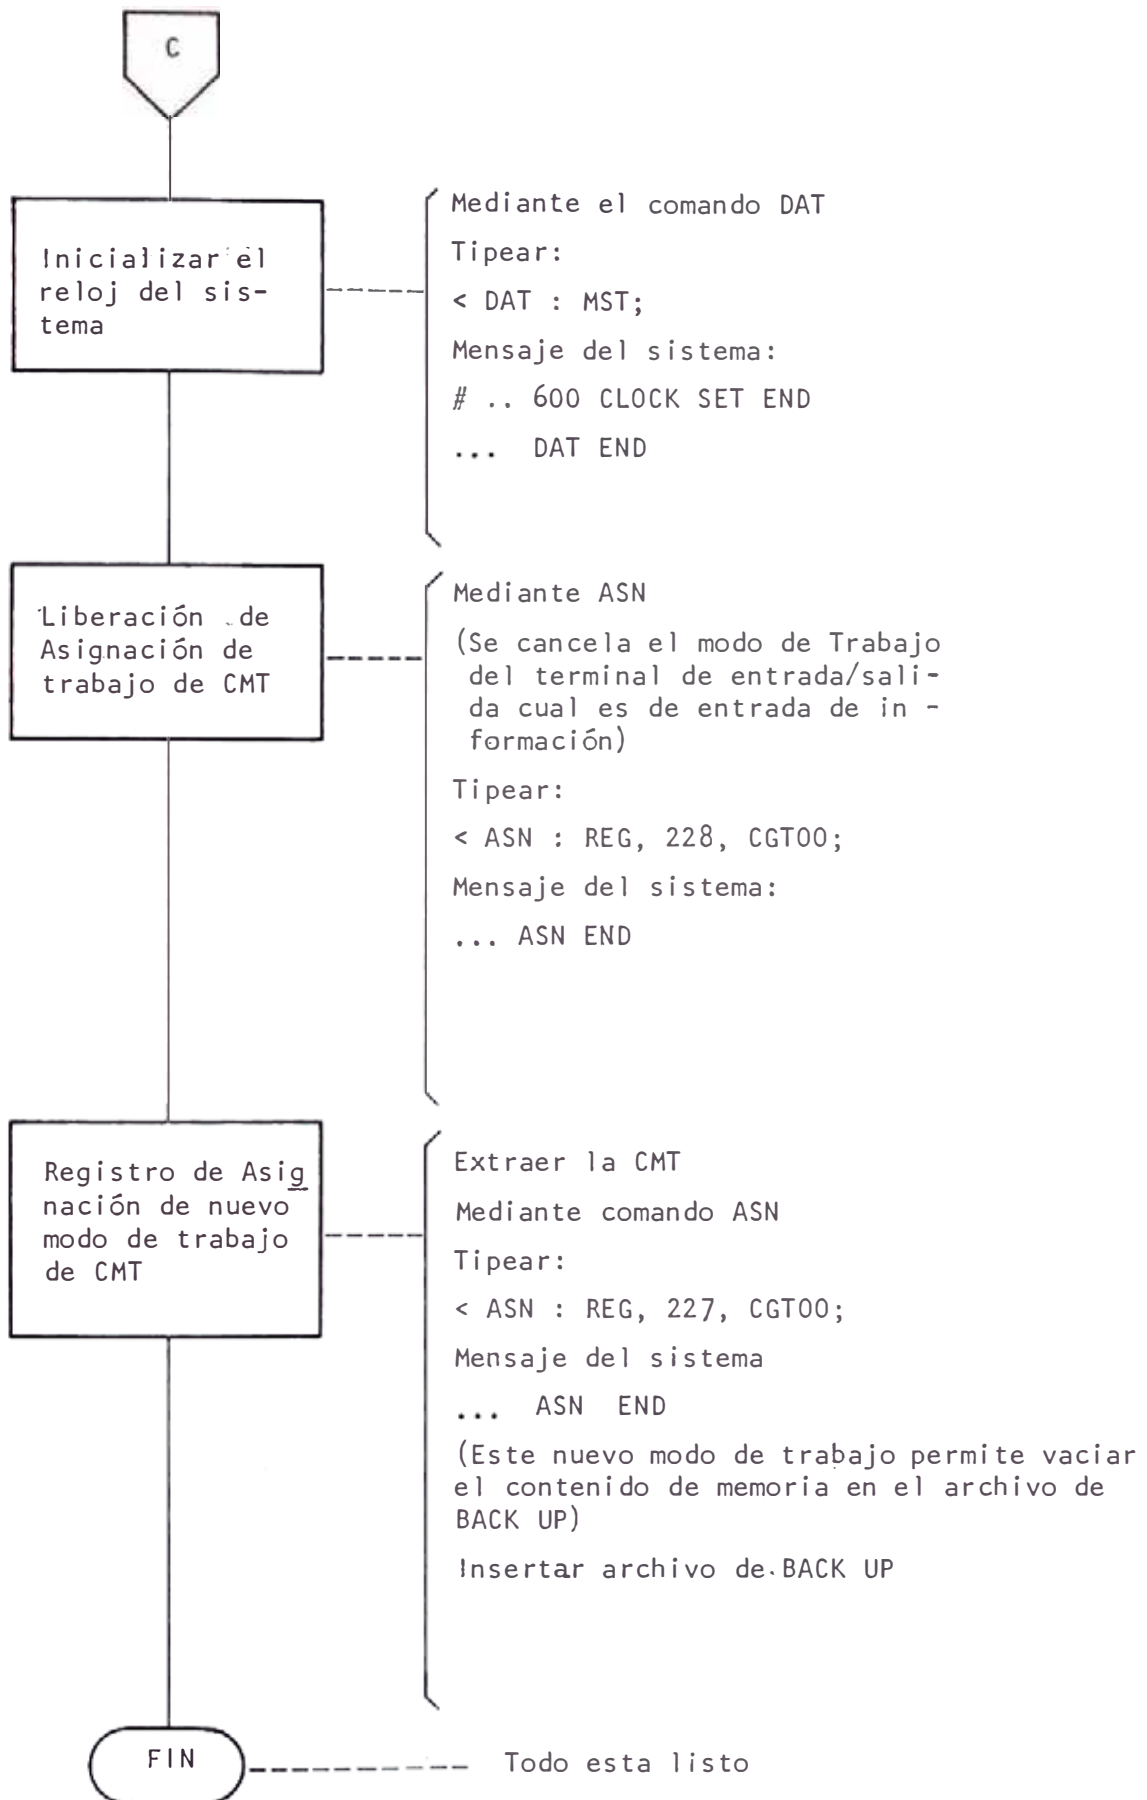 C
Inicializar el
reloj del sis-
tema
Mediante el comando DAT
Tipear:
< DAT : MST;
Mensaje del sistema:
# .. 600 CLOCK SET END
... DAT END
Liberación de
Asignación de
trabajo de CMT
Mediante ASN
(Se cancela el modo de Trabajo
del terminal de entrada/sali-
da cual es de entrada de in -
formación)
Tipear:
< ASN : REG, 228, CGT00;
Mensaje del sistema:
... ASN END
Registro de Asig
nación de nuevo
modo de trabajo
de CMT
Extraer la CMT
Mediante comando ASN
Tipear:
< ASN : REG, 227, CGT00;
Mensaje del sistema
... ASN END
(Este nuevo modo de trabajo permite vaciar
el contenido de memoria en el archivo de
BACK UP)
Insertar archivo de BACK UP
FIN
Todo esta listo